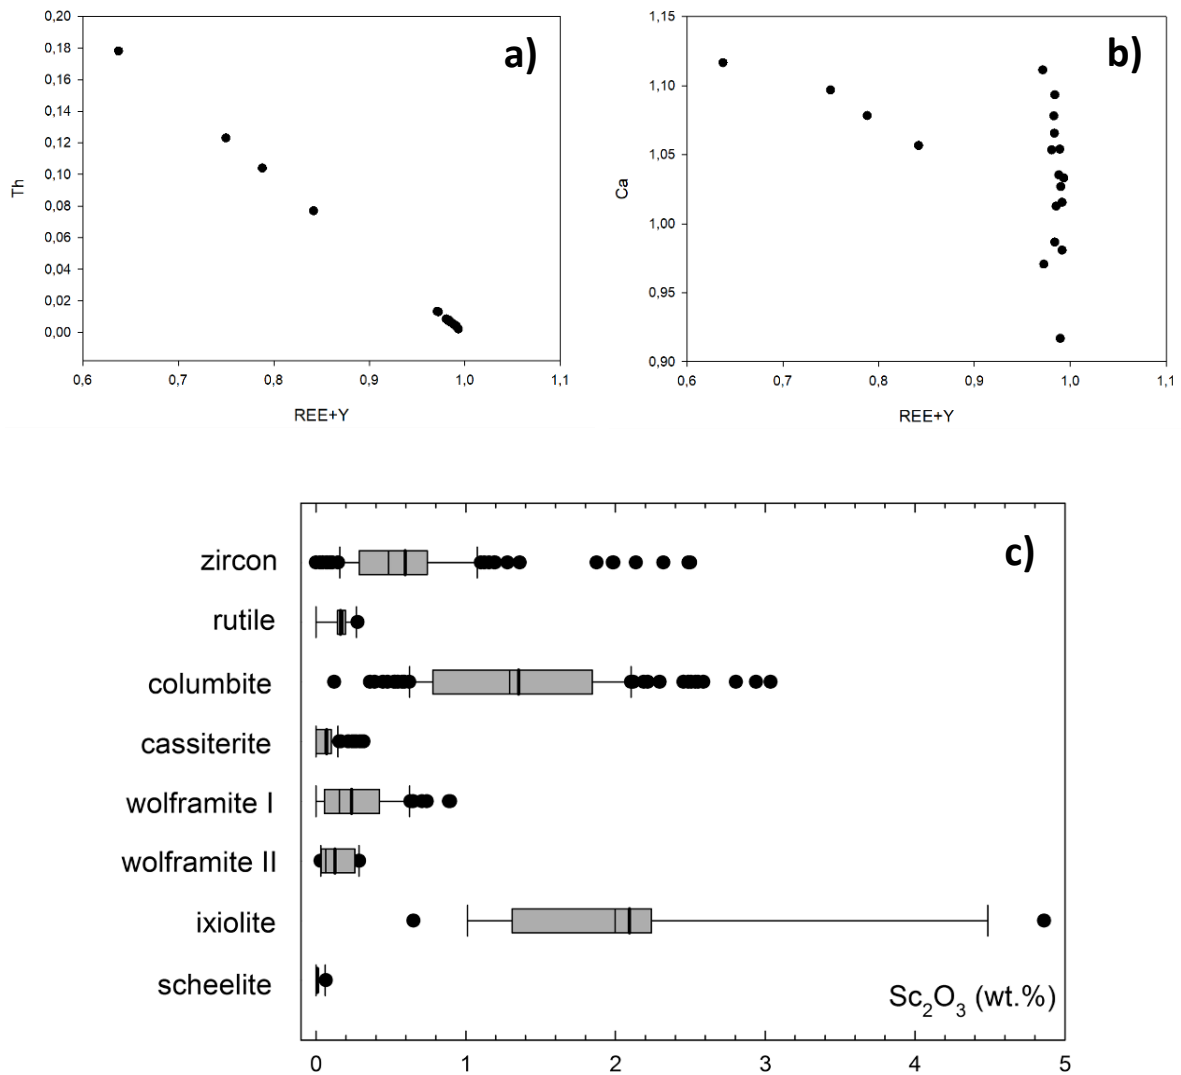 0,20
0,18
0,16
0,14
0,12
0,10
0,08
0,06
0,04
0,02
0,00
Th
a)
0,6 0,7 0,8 0,9 1,0 1,1
REE+Y
1,15
1,10
1,05
1,00
0,95
0,90
Ca
b)
0,6 0,7 0,8 0,9 1,0 1,1
REE+Y
c)
zircon
rutile
columbite
cassiterite
wolframite I
wolframite II
ixiolite
scheelite
Sc2O3 (wt.%)
0 1 2 3 4 5